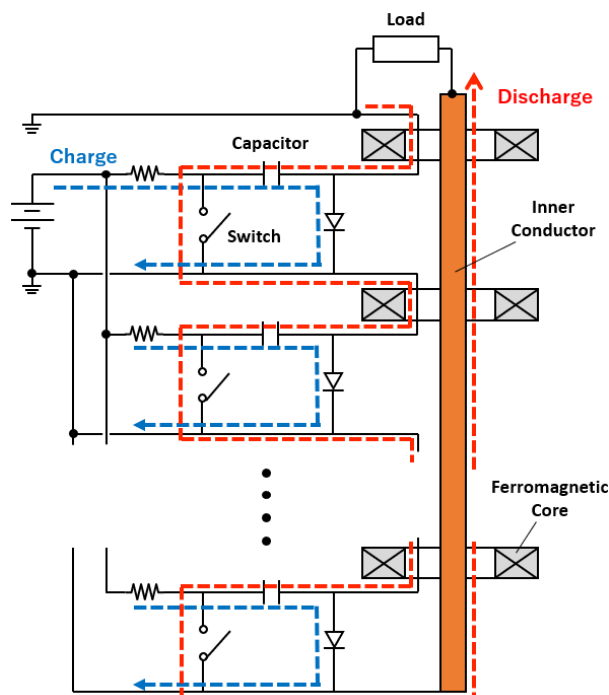 Load
Discharge
Capacitor
Charge
Inner
Conductor
Switch
Ferromagnetic
Core